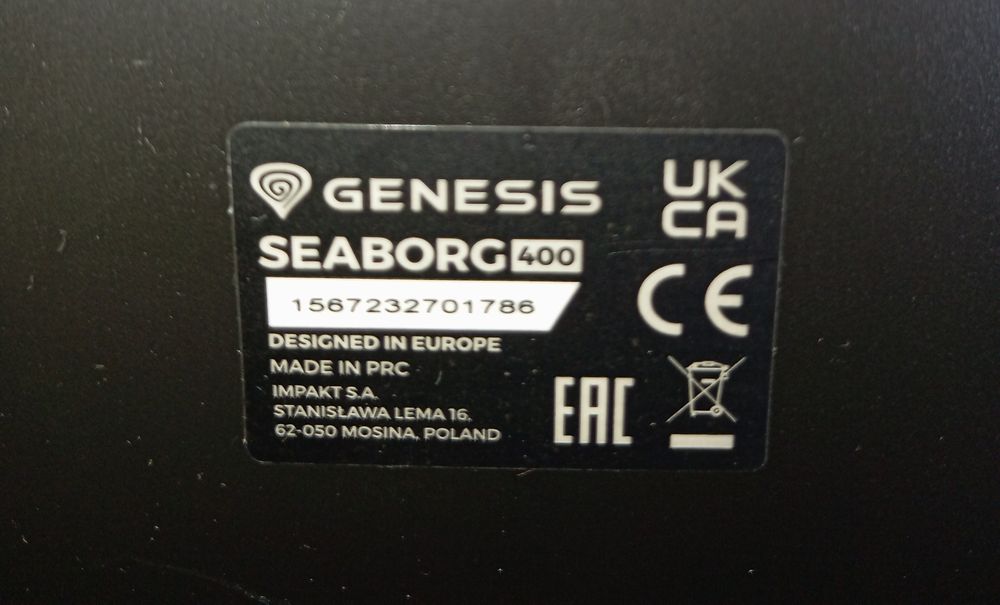 GENESIS
SEABORG 400
1567232701786
DESIGNED IN EUROPE
MADE IN PRC
IMPAKT S.A.
STANISŁAWA LEMA 16,
62-050 MOSINA, POLAND
UK
CA
CE
EAC